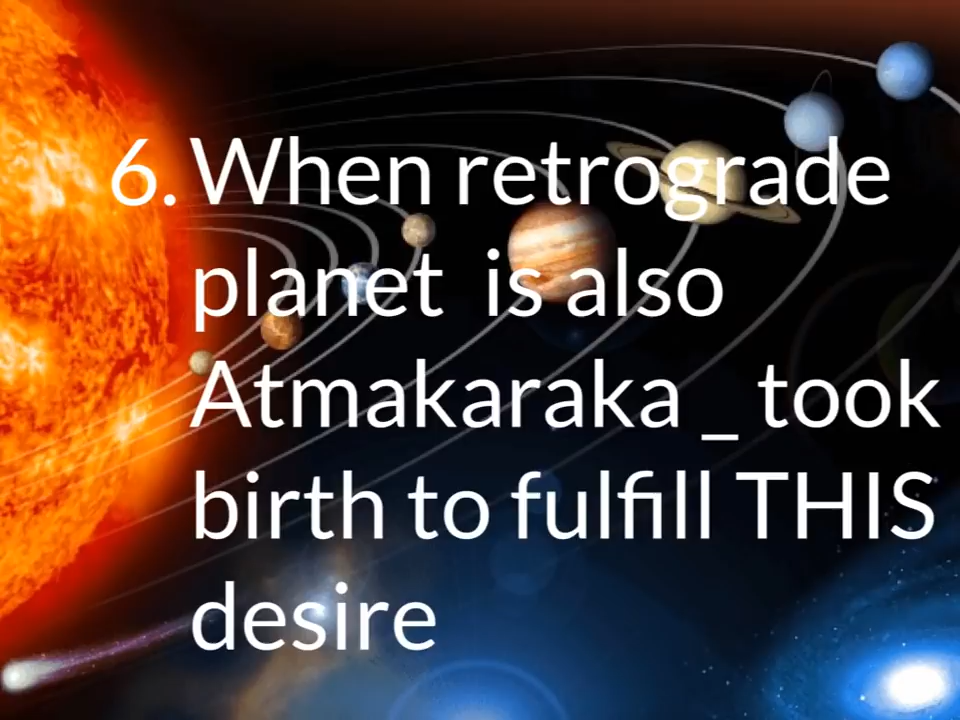 6. When retrograde
planet is also
Atmakaraka _ took
birth to fulfill THIS
desire